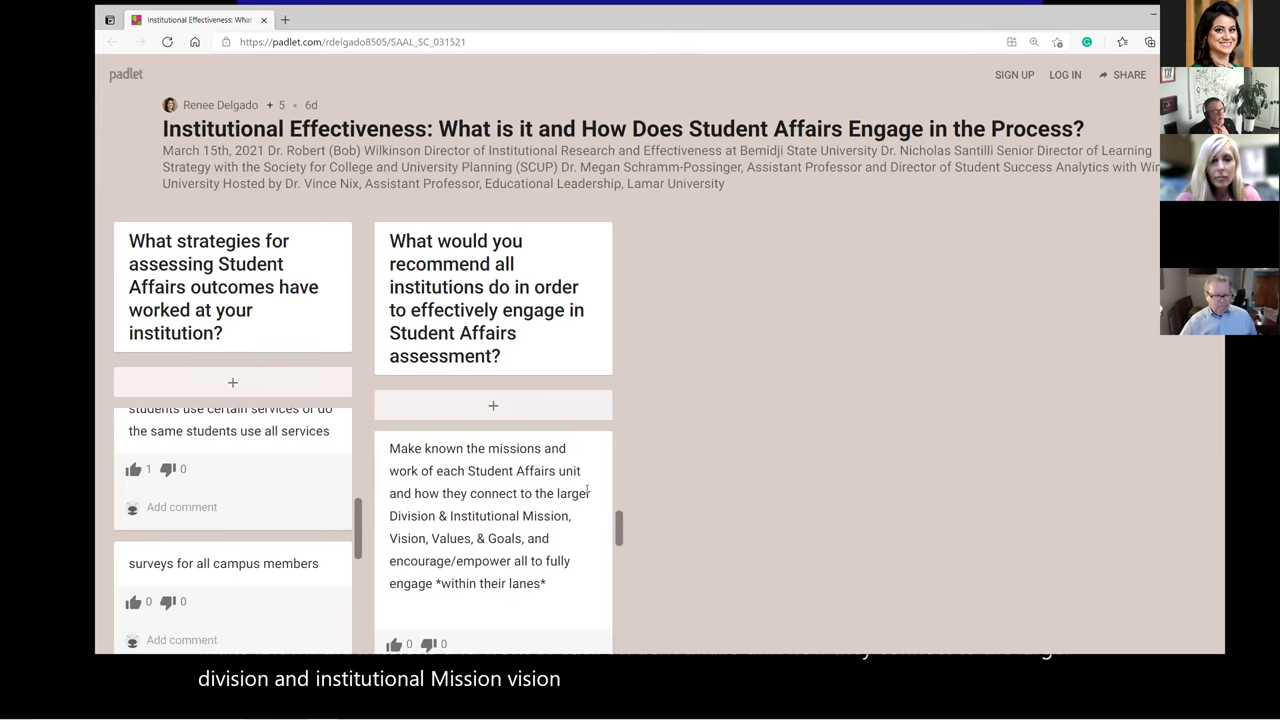 Institutional Effectiveness: What
https://padlet.com/rdelgado8505/SAAL_SC_031521
padlet
SIGN UP
LOG IN
SHARE
Renee Delgado + 5 • 6d
Institutional Effectiveness: What is it and How Does Student Affairs Engage in the Process?
March 15th, 2021 Dr. Robert (Bob) Wilkinson Director of Institutional Research and Effectiveness at Bemidji State University Dr. Nicholas Santilli Senior Director of Learning
Strategy with the Society for College and University Planning (SCUP) Dr. Megan Schramm-Possinger, Assistant Professor and Director of Student Success Analytics with
University Hosted by Dr. Vince Nix, Assistant Professor, Educational Leadership, Lamar University
What strategies for
assessing Student
Affairs outcomes have
worked at your
institution?
+
students use certain services or do
the same students use all services
1 0
Add comment
surveys for all campus members
0 0
Add comment
What would you
recommend all
institutions do in order
to effectively engage in
Student Affairs
assessment?
+
Make known the missions and
work of each Student Affairs unit
and how they connect to the larger
Division & Institutional Mission,
Vision, Values, & Goals, and
encourage/empower all to fully
engage *within their lanes*
0 0
division and institutional Mission vision